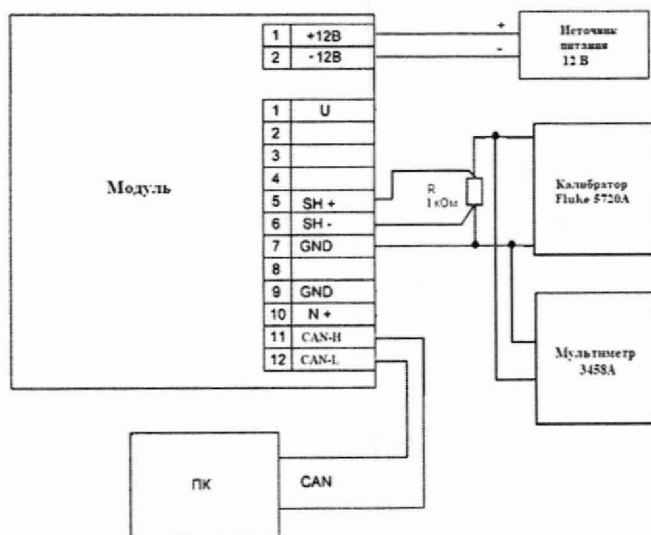 1 +12В
2 -12В
+
-
Источник
питания
12 В
Модуль
1 U
2
3
4
5 SH +
6 SH -
7 GND
8
9 GND
10 N +
11 CAN-H
12 CAN-L
R
1 кОм
Калибратор
Fluke 5720A
Мультиметр
3458A
ПК
CAN